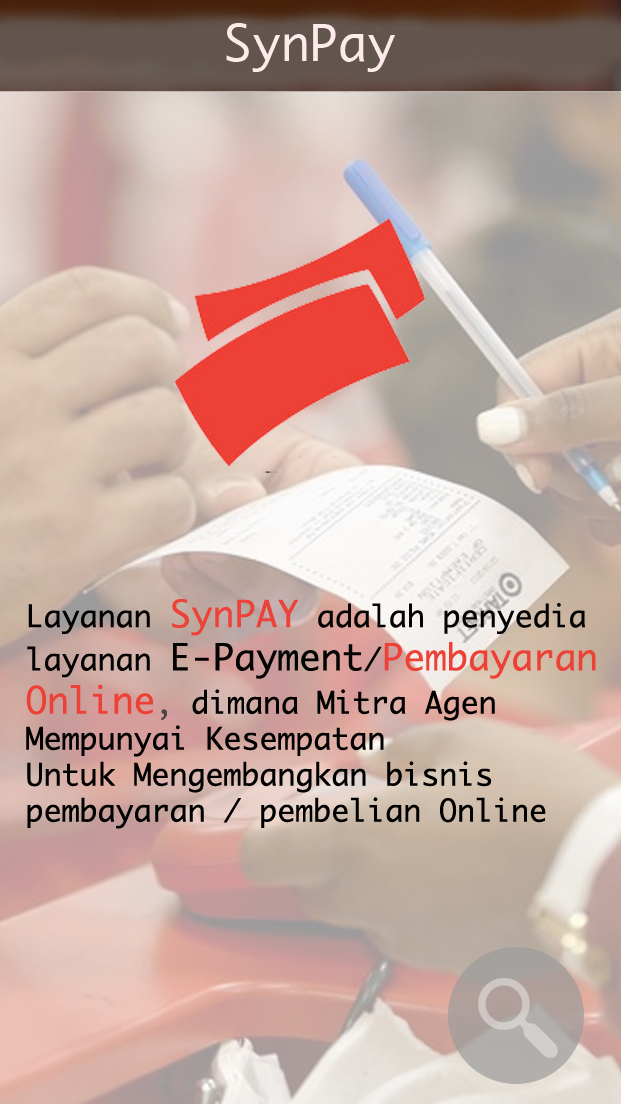 SynPay
TARGET
Layanan SynPAY adalah penyedia
layanan E-Payment/Pembayaran
Online, dimana Mitra Agen
Mempunyai Kesempatan
Untuk Mengembangkan bisnis
pembayaran / pembelian Online